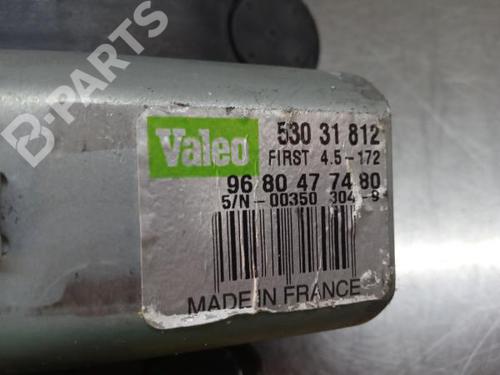 B-PARTS
Valeo
530 31 812
FIRST 4.5-172
96 80 47 74 80
S/N-00350 304-9
MADE IN FRANCE